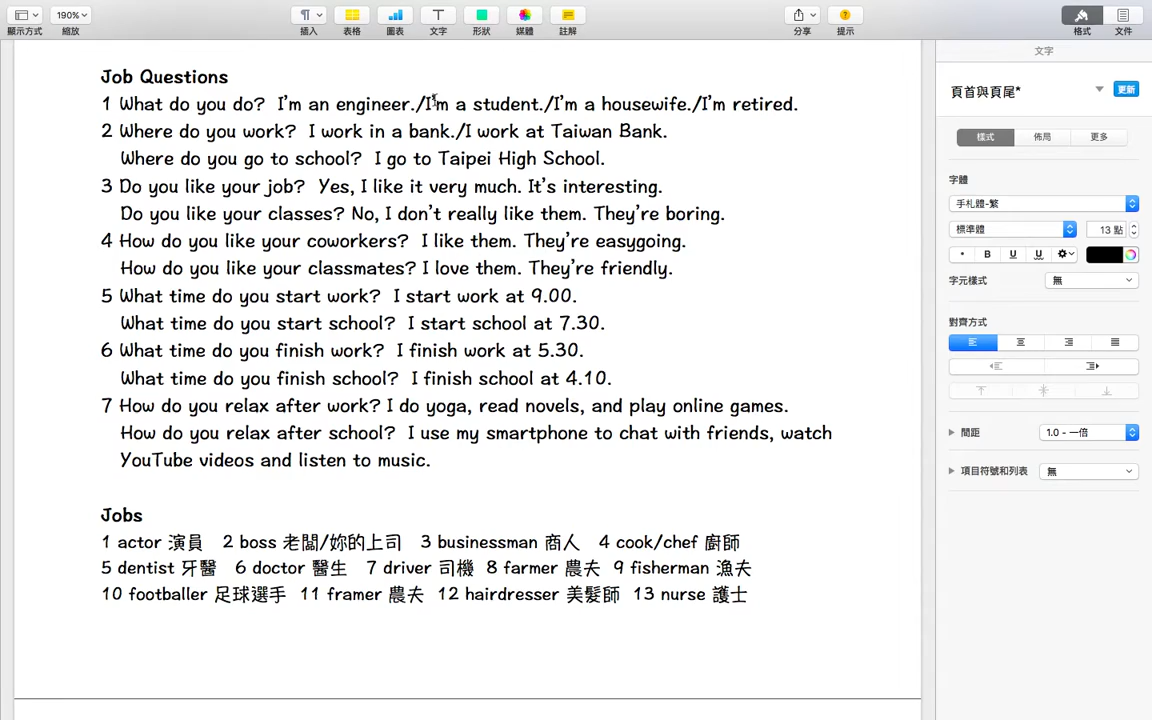 190%
顯示方式
縮放
插入
表格
圖表
文字
形狀
媒體
註解
分享
提示
格式
文件
文字
頁首與頁尾*
更新
樣式
佈局
更多
字體
手札體-繁
標準體
13 點
B
U
U
字元樣式
無
對齊方式
間距
1.0 - 一倍
項目符號和列表
無
Job Questions
1 What do you do?  I'm an engineer./I'm a student./I'm a housewife./I'm retired.
2 Where do you work?  I work in a bank./I work at Taiwan Bank.
Where do you go to school?  I go to Taipei High School.
3 Do you like your job?  Yes, I like it very much. It's interesting.
Do you like your classes? No, I don't really like them. They're boring.
4 How do you like your coworkers?  I like them. They're easygoing.
How do you like your classmates? I love them. They're friendly.
5 What time do you start work?  I start work at 9.00.
What time do you start school?  I start school at 7.30.
6 What time do you finish work?  I finish work at 5.30.
What time do you finish school?  I finish school at 4.10.
7 How do you relax after work? I do yoga, read novels, and play online games.
How do you relax after school?  I use my smartphone to chat with friends, watch
YouTube videos and listen to music.
Jobs
1 actor 演員  2 boss 老闆/妳的上司  3 businessman 商人  4 cook/chef 廚師
5 dentist 牙醫  6 doctor 醫生  7 driver 司機  8 farmer 農夫  9 fisherman 漁夫
10 footballer 足球選手  11 framer 農夫  12 hairdresser 美髮師  13 nurse 護士